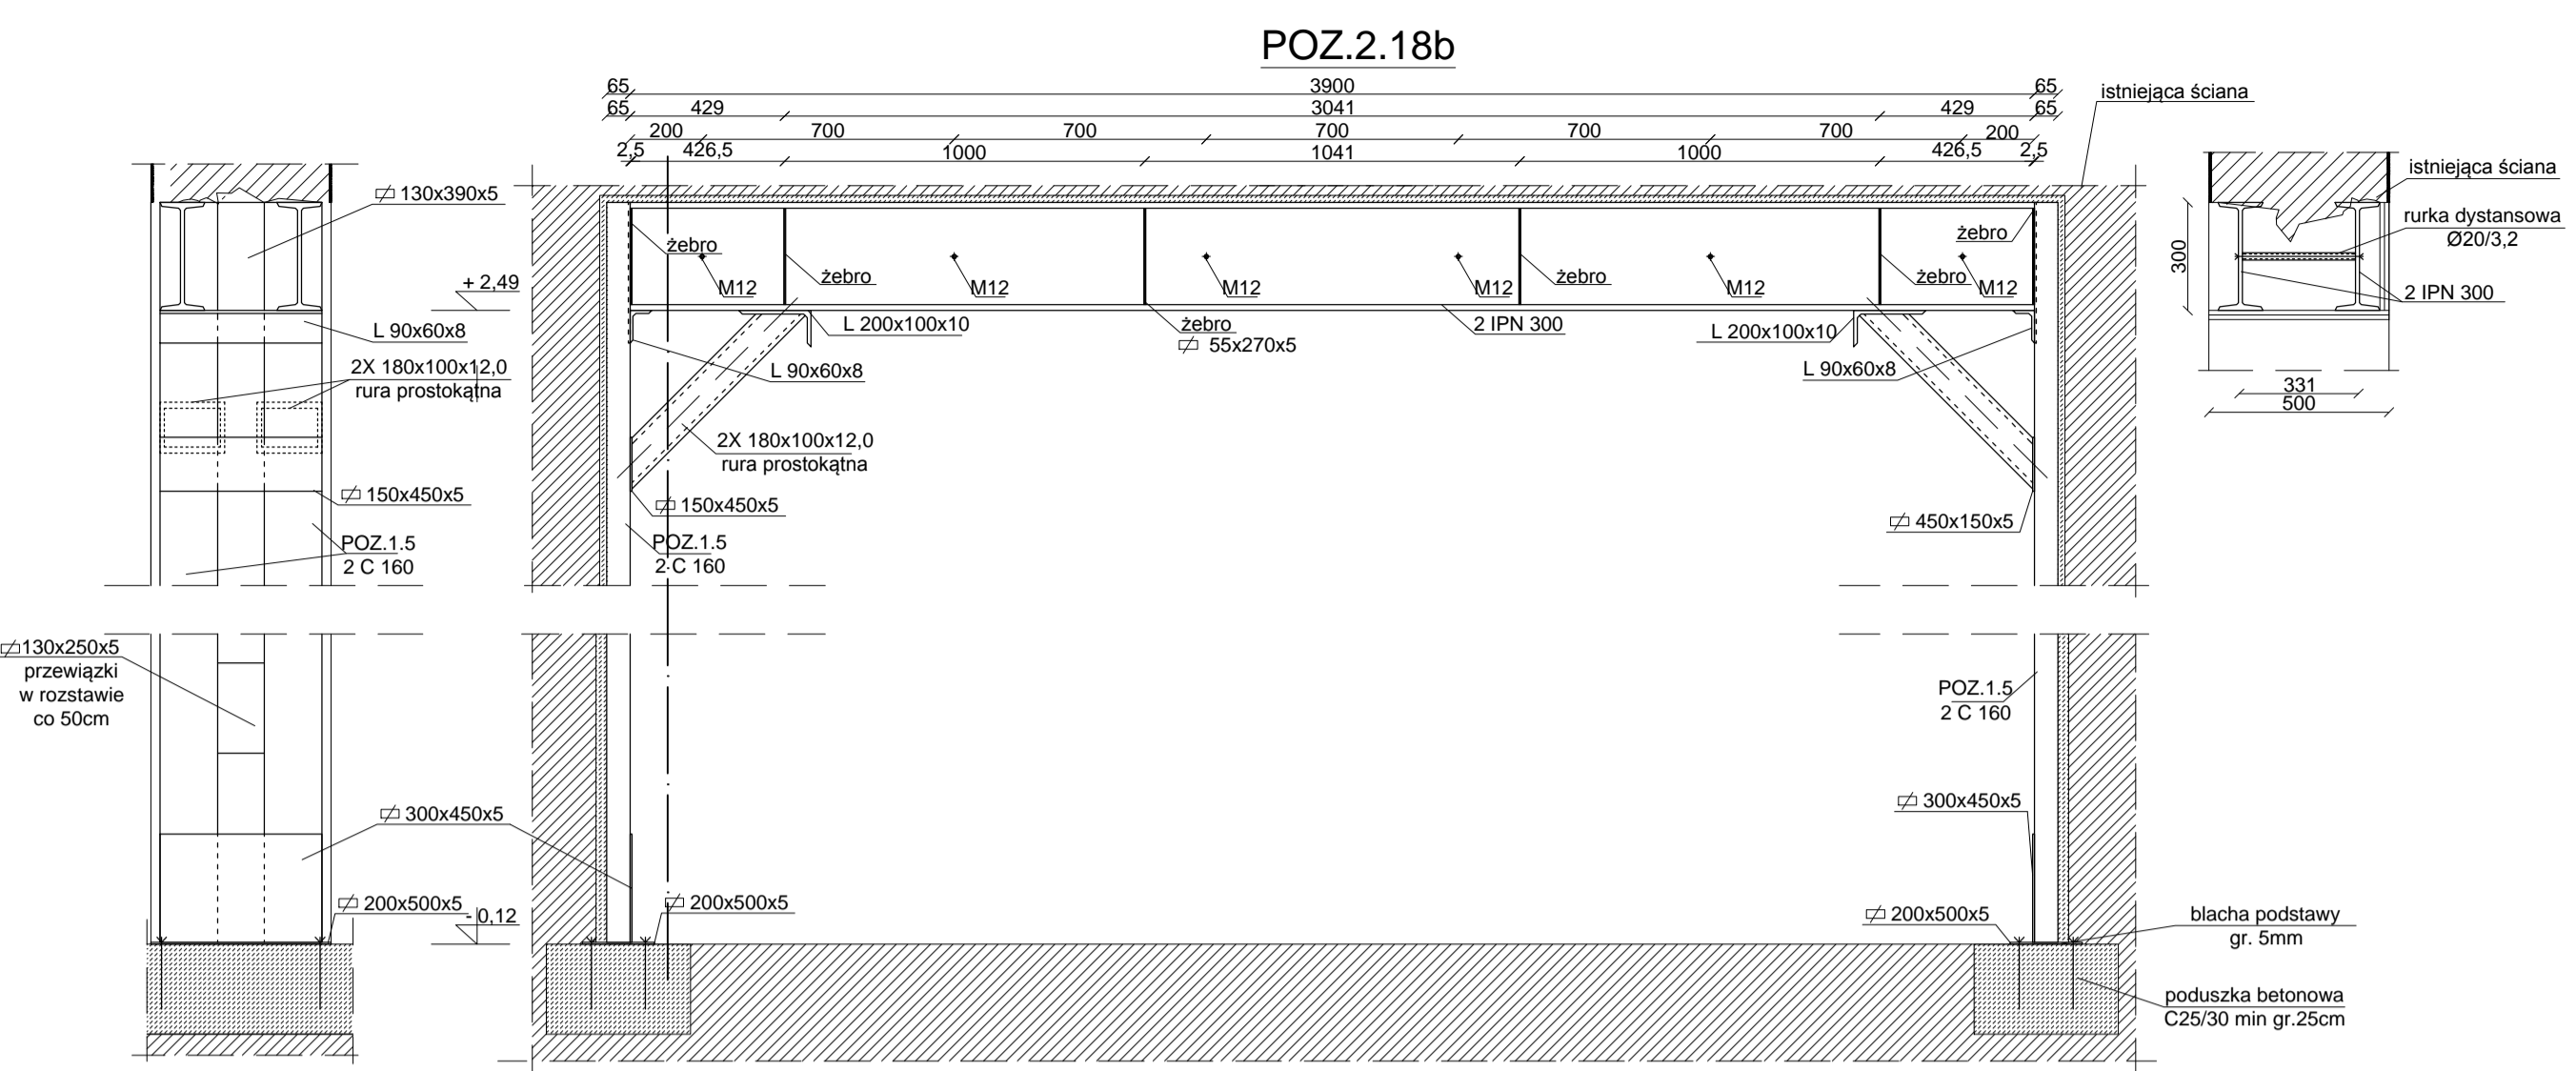 POZ.2.18b
65 3900 65
65 429 3041 429 65
200 700 700 700 700 700 200
2,5 426,5 1000 1041 1000 426,5 2,5
istniejąca ściana
130x390x5
+ 2,49
L 90x60x8
2X 180x100x12,0
rura prostokątna
150x450x5
POZ.1.5
2 C 160
130x250x5
przewiązki
w rozstawie
co 50cm
300x450x5
200x500x5
- 0,12
żebro
M12
żebro
M12
M12
M12
żebro
M12
żebro
M12
żebro
L 200x100x10
żebro
55x270x5
2 IPN 300
L 200x100x10
L 90x60x8
L 90x60x8
2X 180x100x12,0
rura prostokątna
150x450x5
POZ.1.5
2 C 160
450x150x5
POZ.1.5
2 C 160
300x450x5
200x500x5
200x500x5
blacha podstawy
gr. 5mm
poduszka betonowa
C25/30 min gr.25cm
istniejąca ściana
rurka dystansowa
Ø20/3,2
300
2 IPN 300
331
500